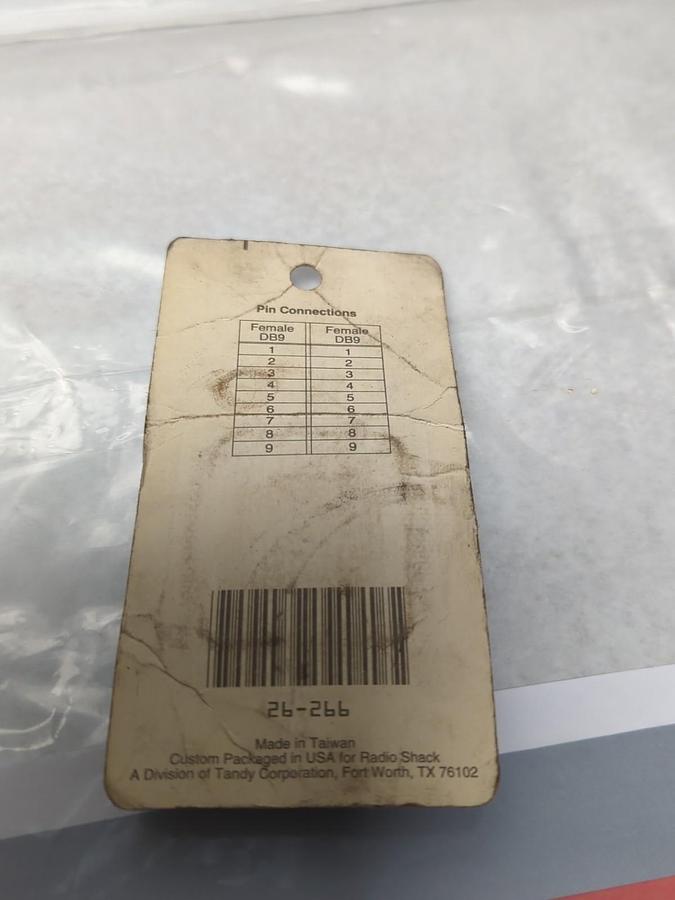 Pin Connections
Female DB9 Female DB9
1 1
2 2
3 3
4 4
5 5
6 6
7 7
8 8
9 9
26-266
Made in Taiwan
Custom Packaged in USA for Radio Shack
A Division of Tandy Corporation, Fort Worth, TX 76102